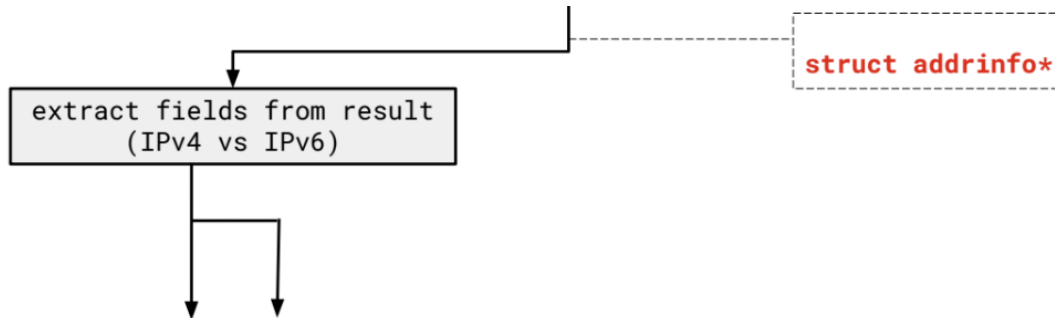 struct addrinfo*
extract fields from result
(IPv4 vs IPv6)